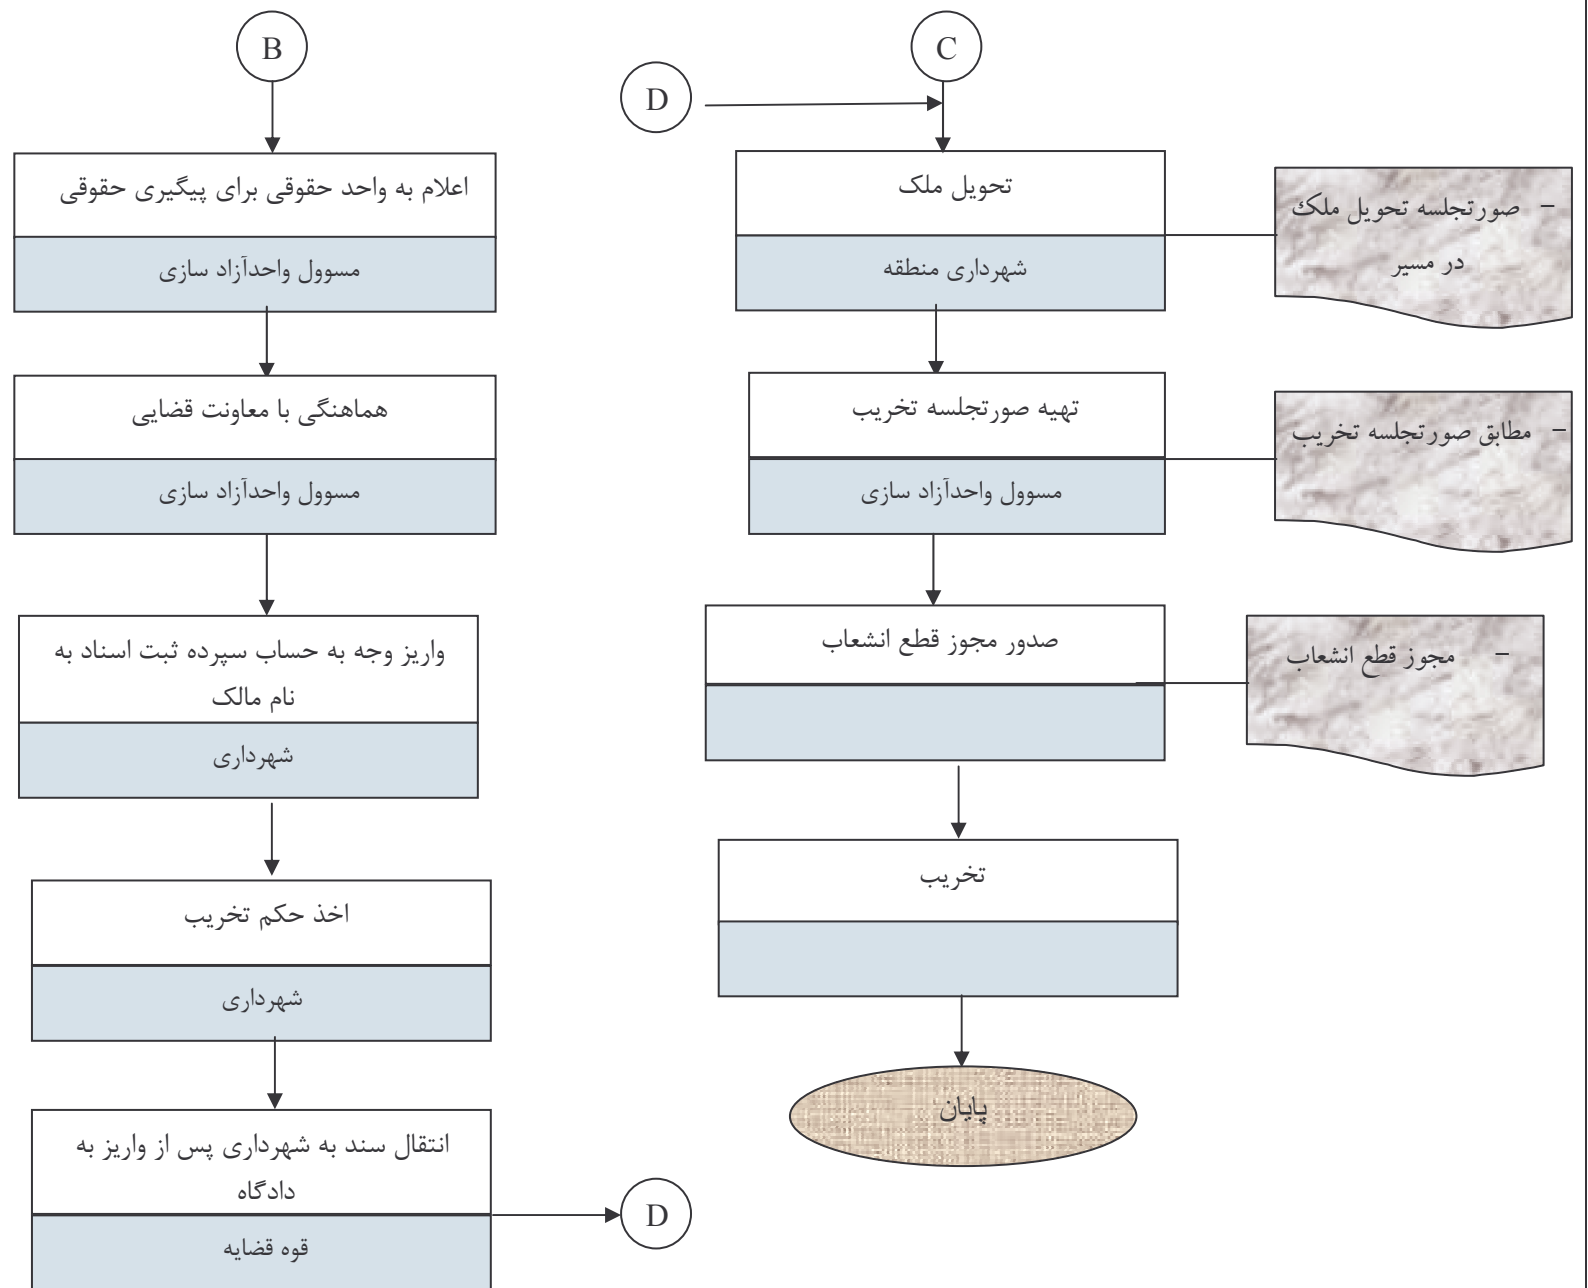 B
اعلام به واحد حقوقی برای پیگیری حقوقی
مسوول واحدآزاد سازی
هماهنگی با معاونت قضایی
مسوول واحدآزاد سازی
واریز وجه به حساب سپرده ثبت اسناد به
نام مالک
شهرداری
اخذ حکم تخریب
شهرداری
انتقال سند به شهرداری پس از واریز به
دادگاه
قوه قضایه
D
C
D
تحویل ملک
شهرداری منطقه
- صورتجلسه تحویل ملک
در مسیر
تهیه صورتجلسه تخریب
مسوول واحدآزاد سازی
- مطابق صورتجلسه تخریب
صدور مجوز قطع انشعاب
- مجوز قطع انشعاب
تخریب
پایان